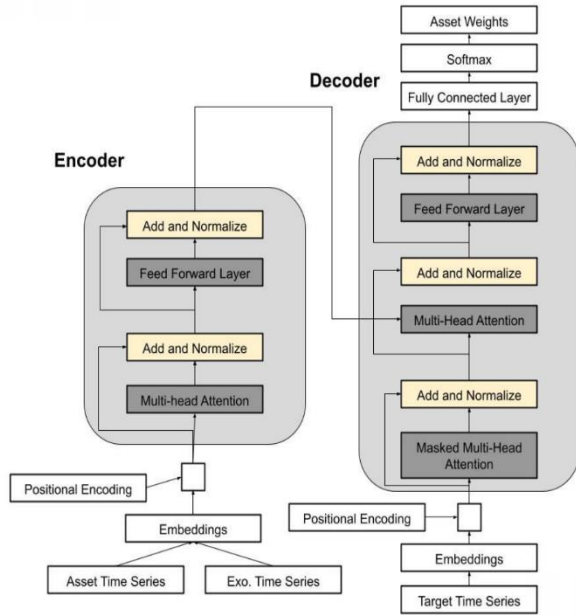 Asset Weights
Softmax
Decoder
Fully Connected Layer
Add and Normalize
Feed Forward Layer
Add and Normalize
Multi-Head Attention
Add and Normalize
Masked Multi-Head
Attention
Positional Encoding
Embeddings
Target Time Series
Encoder
Add and Normalize
Feed Forward Layer
Add and Normalize
Multi-head Attention
Positional Encoding
Embeddings
Asset Time Series
Exo. Time Series